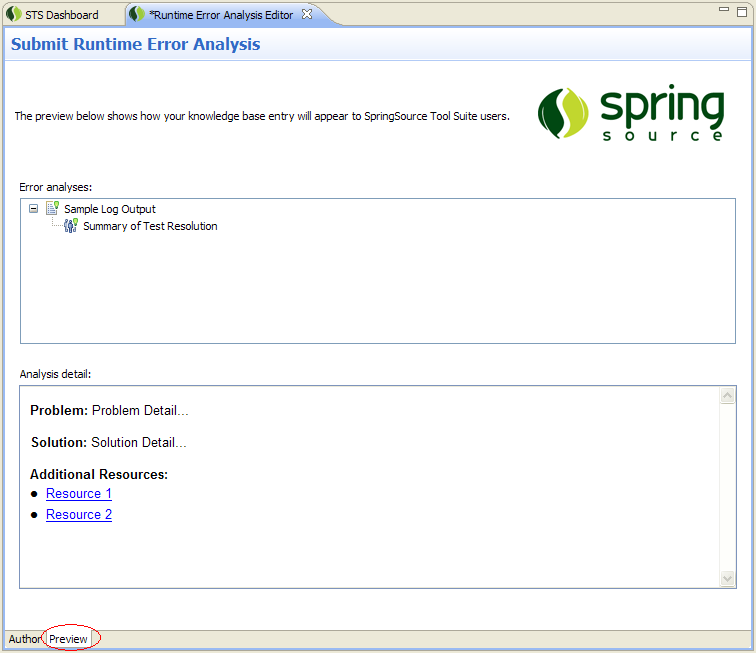 STS Dashboard
*Runtime Error Analysis Editor
Submit Runtime Error Analysis
The preview below shows how your knowledge base entry will appear to SpringSource Tool Suite users.
spring
source
Error analyses:
Sample Log Output
Summary of Test Resolution
Analysis detail:
Problem: Problem Detail...
Solution: Solution Detail...
Additional Resources:
● Resource 1
● Resource 2
Author
Preview